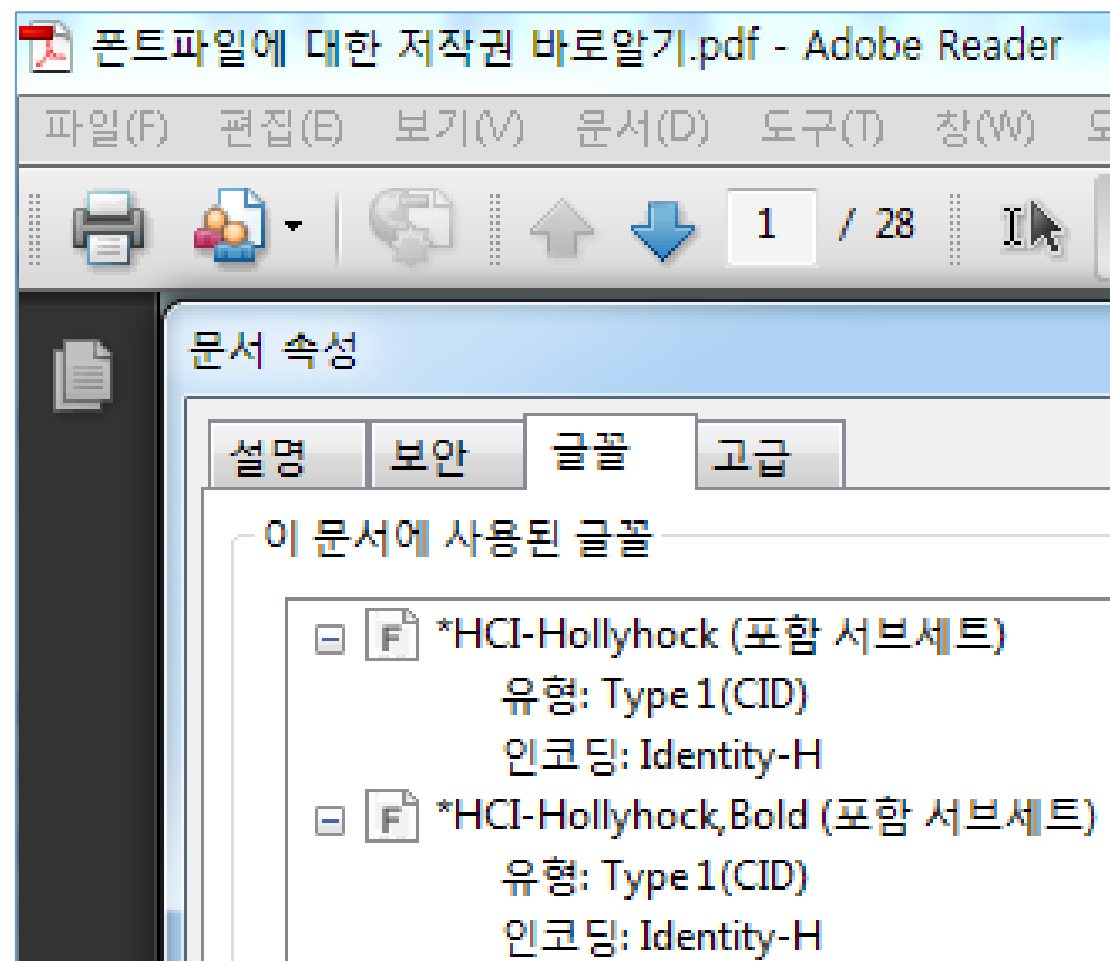 폰트파일에 대한 저작권 바로알기.pdf - Adobe Reader
파일(F) 편집(E) 보기(V) 문서(D) 도구(T) 창(W)
1 / 28
문서 속성
설명 보안 글꼴 고급
이 문서에 사용된 글꼴
*HCI-Hollyhock (포함 서브세트)
유형: Type 1(CID)
인코딩: Identity-H
*HCI-Hollyhock,Bold (포함 서브세트)
유형: Type 1(CID)
인코딩: Identity-H